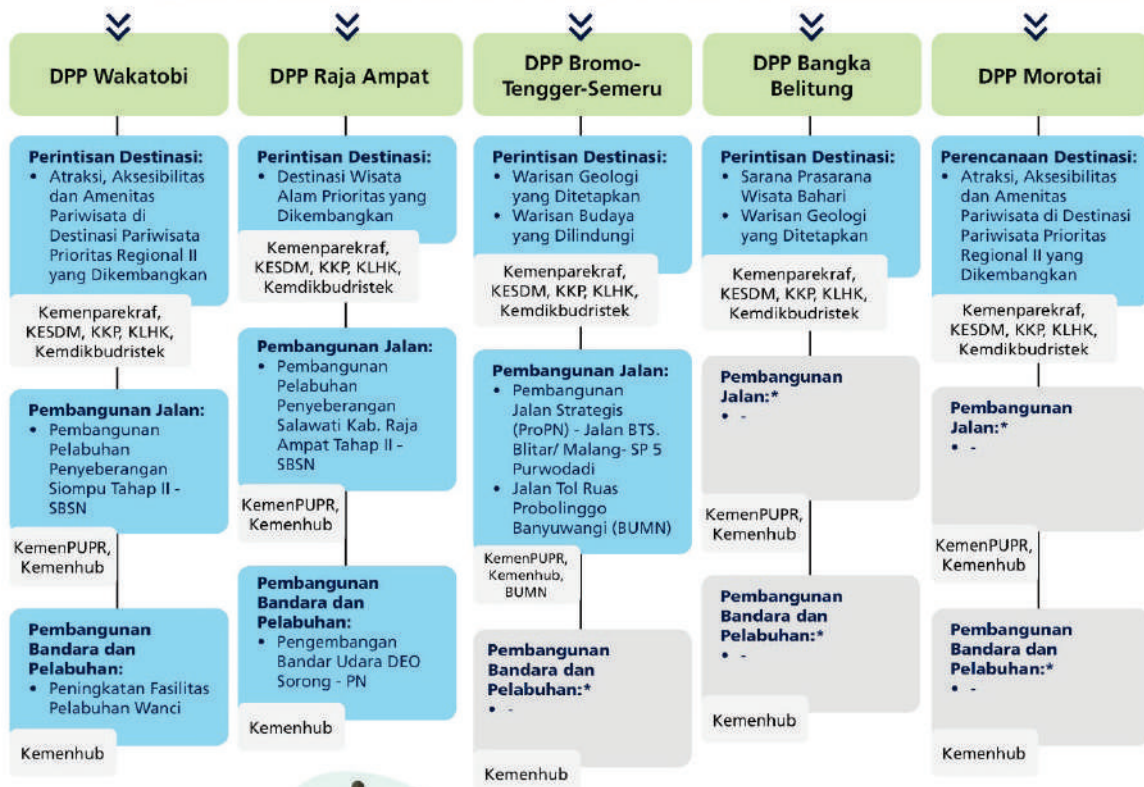 DPP Wakatobi
Perintisan Destinasi:
• Atraksi, Aksesibilitas
dan Amenitas
Pariwisata di
Destinasi Pariwisata
Prioritas Regional II
yang Dikembangkan
Kemenparekraf,
KESDM, KKP, KLHK,
Kemdikbudristek
Pembangunan Jalan:
• Pembangunan
Pelabuhan
Penyeberangan
Siompu Tahap II -
SBSN
KemenPUPR,
Kemenhub
Pembangunan
Bandara dan
Pelabuhan:
• Peningkatan Fasilitas
Pelabuhan Wanci
Kemenhub
DPP Raja Ampat
Perintisan Destinasi:
• Destinasi Wisata
Alam Prioritas yang
Dikembangkan
Kemenparekraf,
KESDM, KKP, KLHK,
Kemdikbudristek
Pembangunan Jalan:
• Pembangunan
Pelabuhan
Penyeberangan
Salawati Kab. Raja
Ampat Tahap II -
SBSN
KemenPUPR,
Kemenhub
Pembangunan
Bandara dan
Pelabuhan:
• Pengembangan
Bandar Udara DEO
Sorong - PN
Kemenhub
DPP Bromo-
Tengger-Semeru
Perintisan Destinasi:
• Warisan Geologi
yang Ditetapkan
• Warisan Budaya
yang Dilindungi
Kemenparekraf,
KESDM, KKP, KLHK,
Kemdikbudristek
Pembangunan Jalan:
• Pembangunan
Jalan Strategis
(ProPN) - Jalan BTS.
Blitar/ Malang- SP 5
Purwodadi
• Jalan Tol Ruas
Probolinggo
Banyuwangi (BUMN)
KemenPUPR,
Kemenhub,
BUMN
Pembangunan
Bandara dan
Pelabuhan:*
• -
Kemenhub
DPP Bangka
Belitung
Perintisan Destinasi:
• Sarana Prasarana
Wisata Bahari
• Warisan Geologi
yang Ditetapkan
Kemenparekraf,
KESDM, KKP, KLHK,
Kemdikbudristek
Pembangunan
Jalan:*
• -
KemenPUPR,
Kemenhub
Pembangunan
Bandara dan
Pelabuhan:*
• -
Kemenhub
DPP Morotai
Perencanaan Destinasi:
• Atraksi, Aksesibilitas
dan Amenitas
Pariwisata di Destinasi
Pariwisata Prioritas
Regional II yang
Dikembangkan
Kemenparekraf,
KESDM, KKP, KLHK,
Kemdikbudristek
Pembangunan
Jalan:*
• -
KemenPUPR,
Kemenhub
Pembangunan
Bandara dan
Pelabuhan:*
• -
Kemenhub